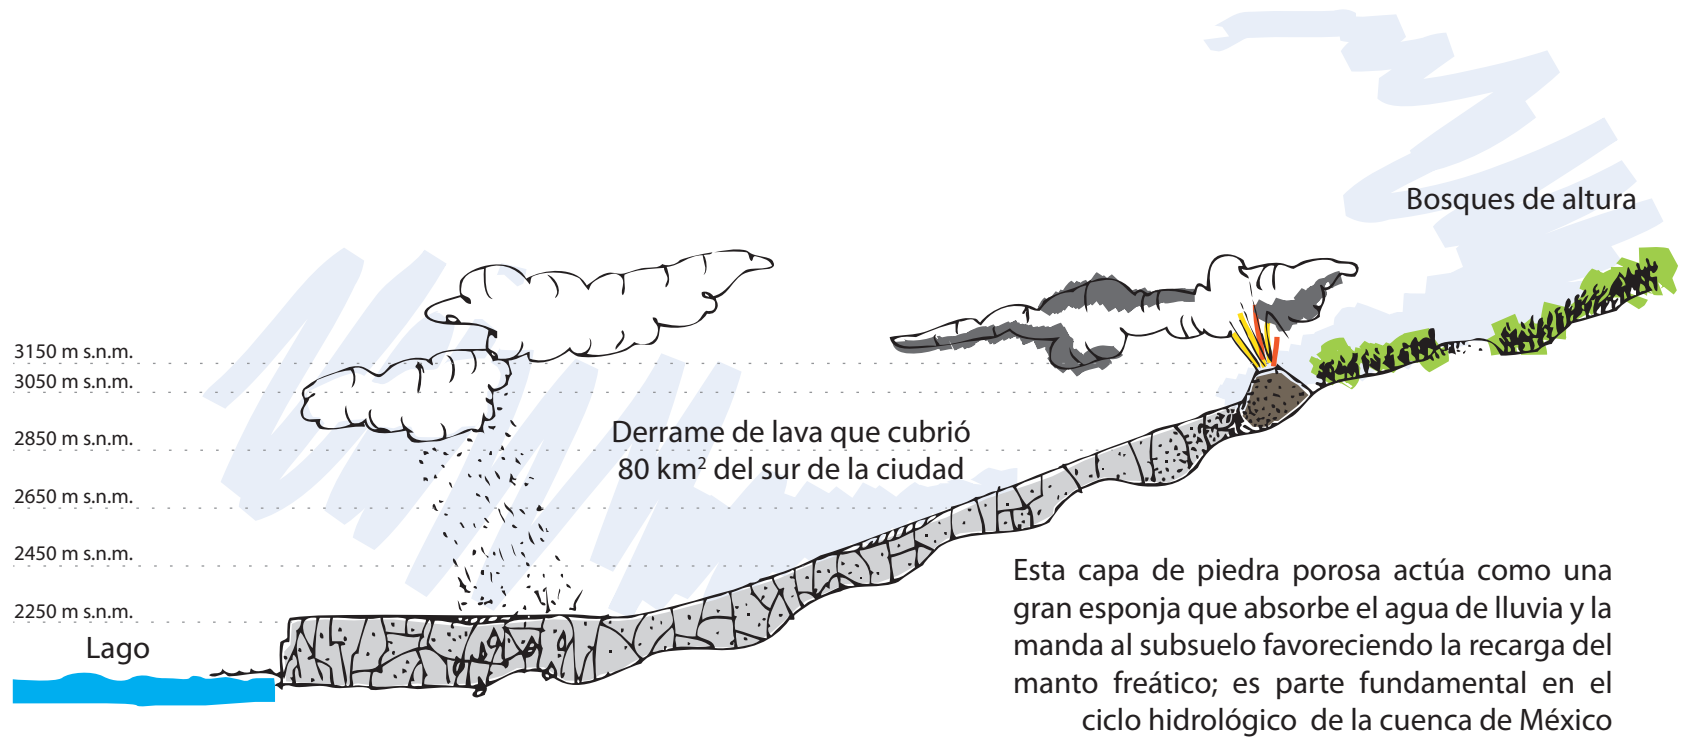 Bosques de altura
3150 m s.n.m.
3050 m s.n.m.
2850 m s.n.m.
2650 m s.n.m.
2450 m s.n.m.
2250 m s.n.m.
Derrame de lava que cubrió
80 km² del sur de la ciudad
Lago
Esta capa de piedra porosa actúa como una
gran esponja que absorbe el agua de lluvia y la
manda al subsuelo favoreciendo la recarga del
manto freático; es parte fundamental en el
ciclo hidrológico de la cuenca de México